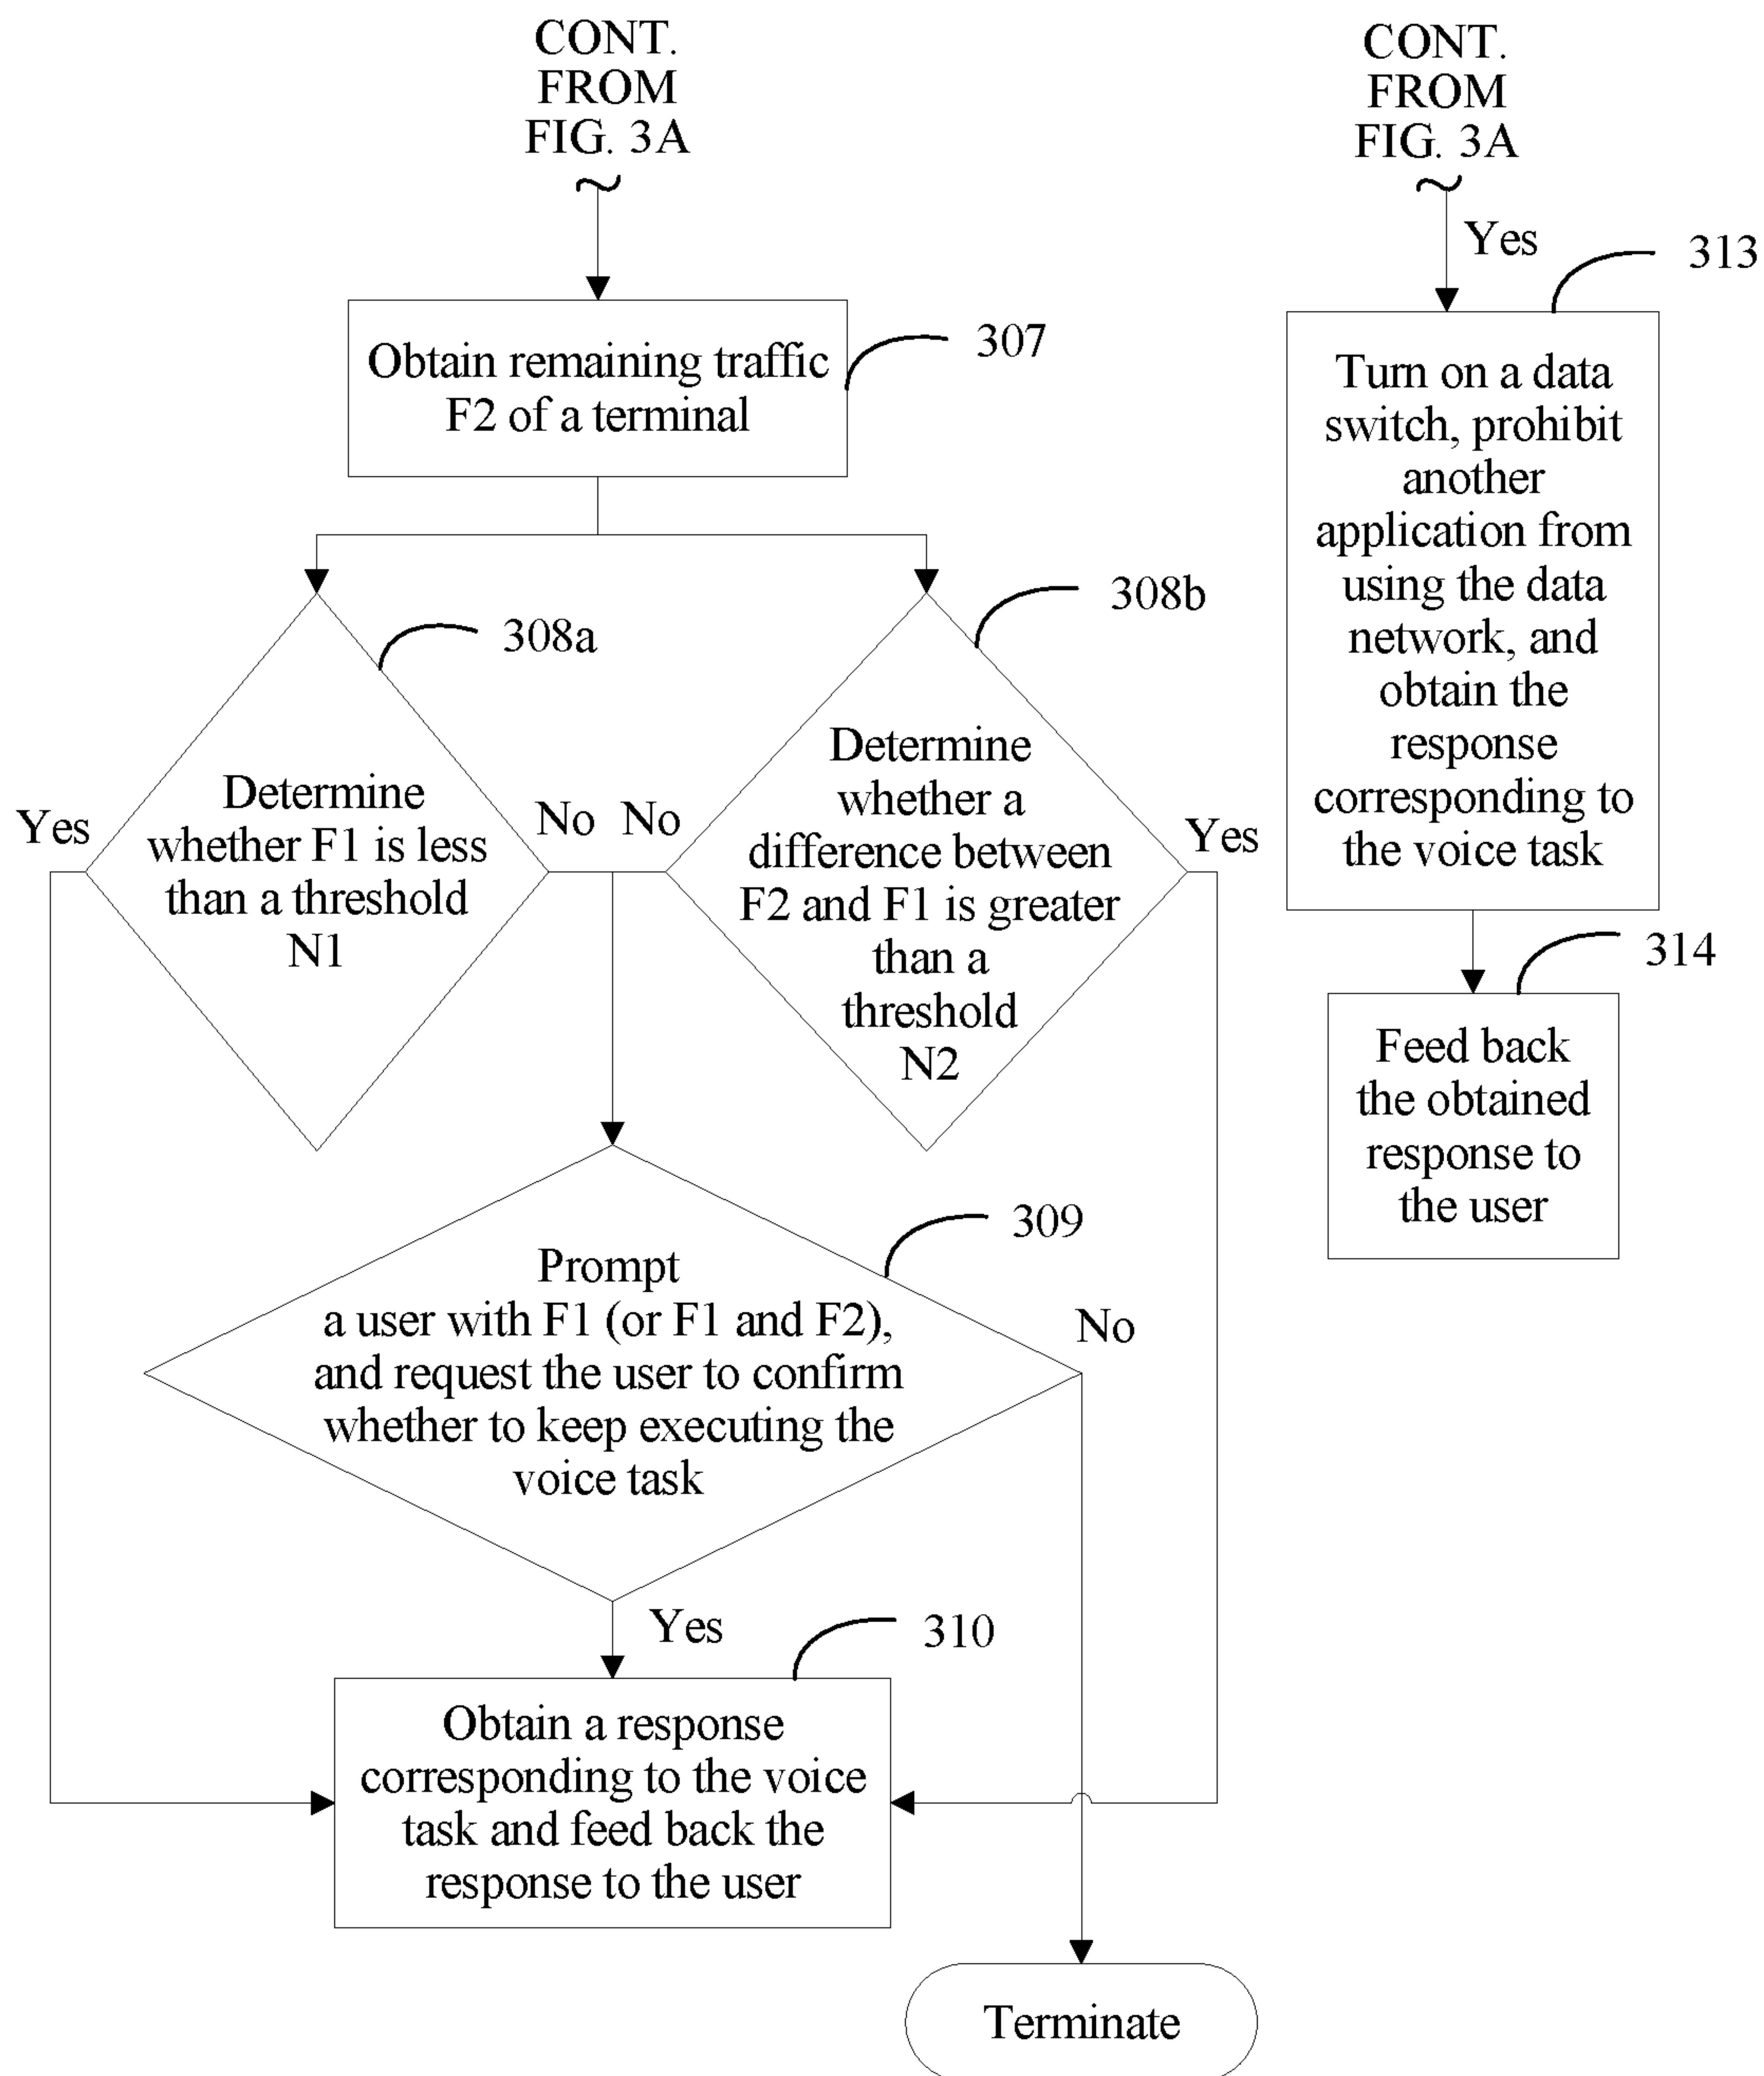 CONT.
FROM
FIG. 3A
307
Obtain remaining traffic
F2 of a terminal
308a
Yes
Determine
whether F1 is less
than a threshold
N1
No
308b
No
Determine
whether a
difference between
F2 and F1 is greater
than a
threshold
N2
Yes
309
Prompt
a user with F1 (or F1 and F2),
and request the user to confirm
whether to keep executing the
voice task
No
Yes
310
Obtain a response
corresponding to the voice
task and feed back the
response to the user
Terminate
CONT.
FROM
FIG. 3A
Yes
313
Turn on a data
switch, prohibit
another
application from
using the data
network, and
obtain the
response
corresponding to
the voice task
314
Feed back
the obtained
response to
the user